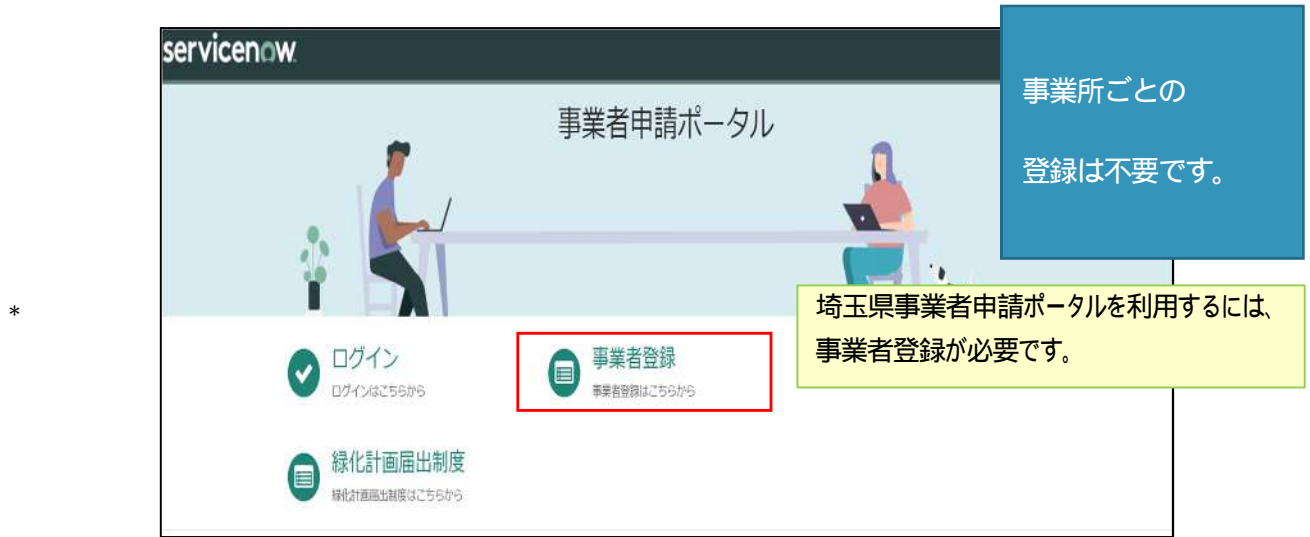 servicenow
事業所ごとの
登録は不要です。
事業者申請ポータル
*
埼玉県事業者申請ポータルを利用するには、
事業者登録が必要です。
ログイン
ログインはこちらから
事業者登録
事業者登録はこちらから
緑化計画届出制度
緑化計画届出制度はこちらから